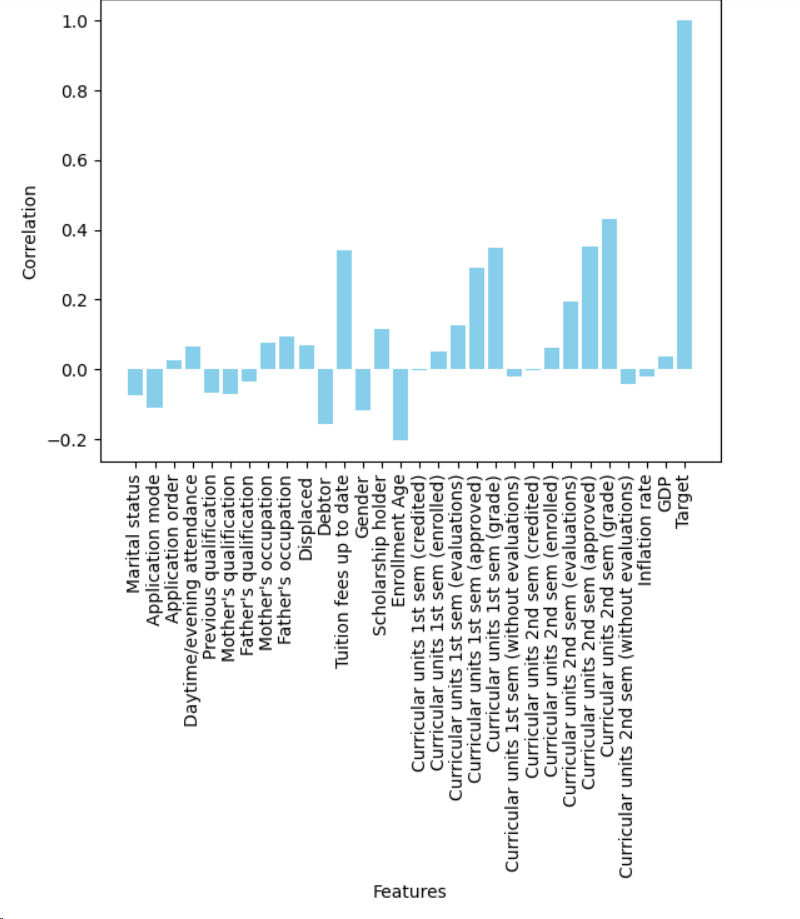 1.0
0.8
0.6
0.4
0.2
0.0
−0.2
Correlation
Marital status
Application mode
Application order
Daytime/evening attendance
Previous qualification
Mother's qualification
Father's qualification
Mother's occupation
Father's occupation
Displaced
Debtor
Tuition fees up to date
Gender
Scholarship holder
Enrollment Age
Curricular units 1st sem (credited)
Curricular units 1st sem (enrolled)
Curricular units 1st sem (evaluations)
Curricular units 1st sem (approved)
Curricular units 1st sem (grade)
Curricular units 1st sem (without evaluations)
Curricular units 2nd sem (credited)
Curricular units 2nd sem (enrolled)
Curricular units 2nd sem (evaluations)
Curricular units 2nd sem (approved)
Curricular units 2nd sem (grade)
Curricular units 2nd sem (without evaluations)
Inflation rate
GDP
Target
Features